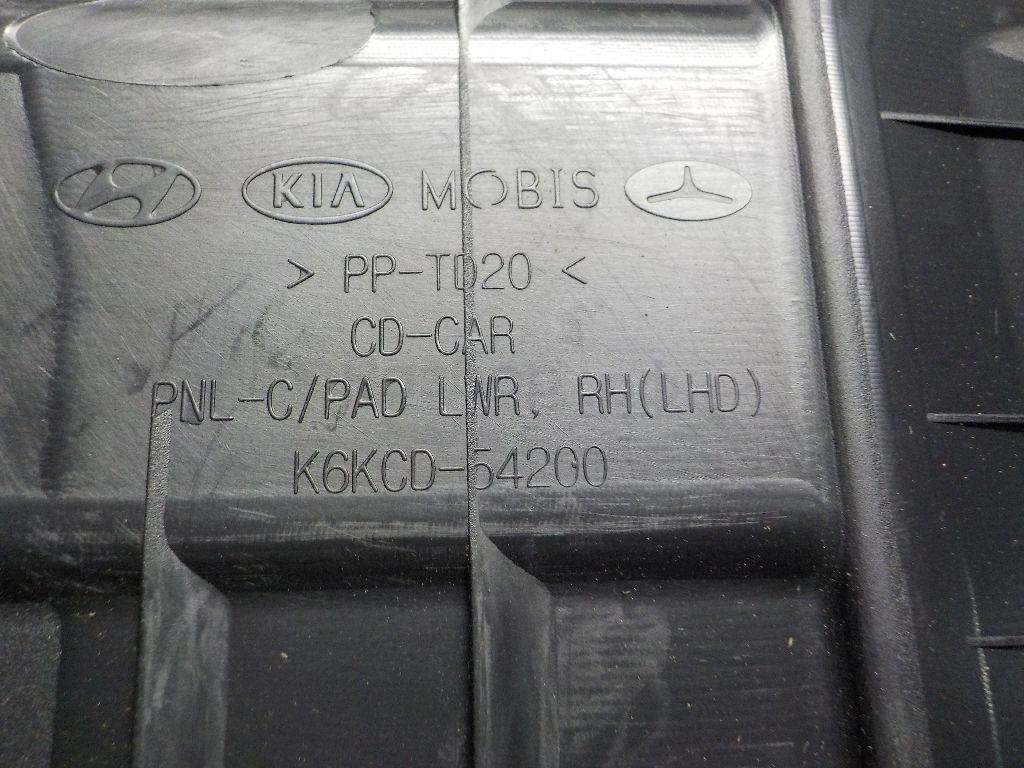 KIA MOBIS
> PP-TD20 <
CD-CAR
PNL-C/PAD LWR, RH(LHD)
K6KCD-54200